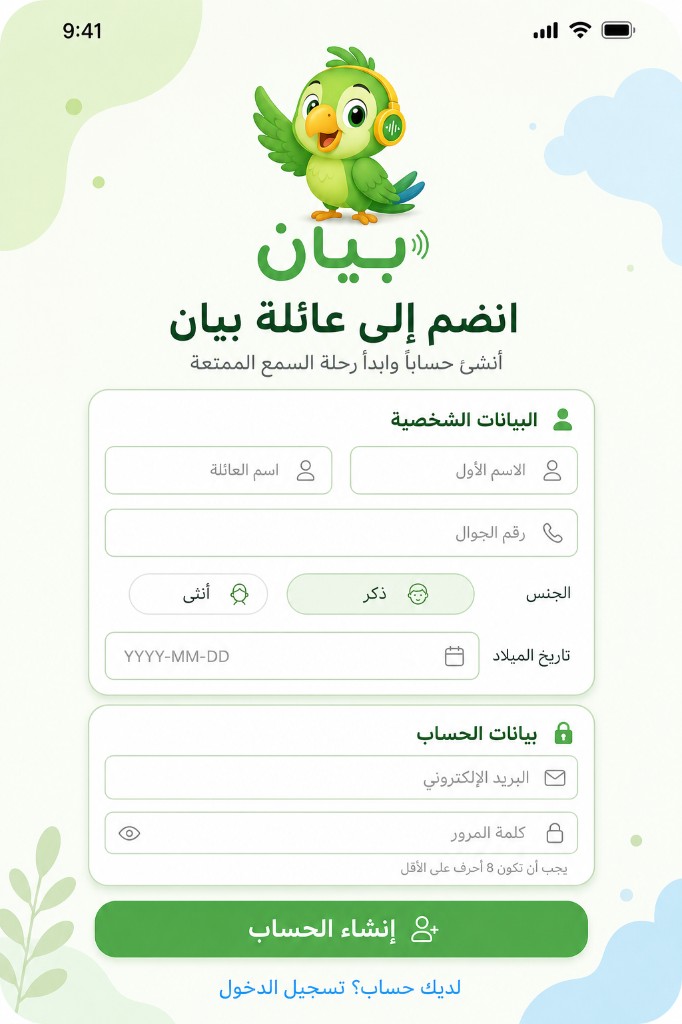 9:41
بيان
انضم إلى عائلة بيان
أنشئ حساباً وابدأ رحلة السمع الممتعة
البيانات الشخصية
الاسم الأول
اسم العائلة
رقم الجوال
الجنس
ذكر
أنثى
تاريخ الميلاد
YYYY-MM-DD
بيانات الحساب
البريد الإلكتروني
كلمة المرور
يجب أن تكون 8 أحرف على الأقل
إنشاء الحساب
لديك حساب؟ تسجيل الدخول